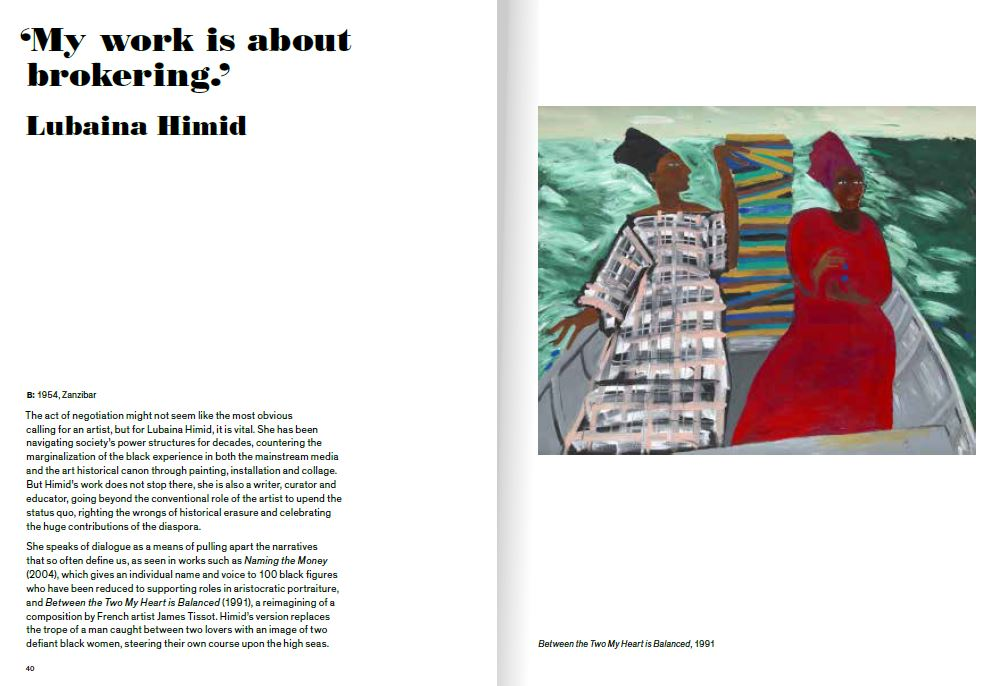 ‘My work is about
brokering.’
Lubaina Himid
B: 1954, Zanzibar
The act of negotiation might not seem like the most obvious
calling for an artist, but for Lubaina Himid, it is vital. She has been
navigating society’s power structures for decades, countering the
marginalization of the black experience in both the mainstream media
and the art historical canon through painting, installation and collage.
But Himid’s work does not stop there, she is also a writer, curator and
educator, going beyond the conventional role of the artist to upend the
status quo, righting the wrongs of historical erasure and celebrating
the huge contributions of the diaspora.
She speaks of dialogue as a means of pulling apart the narratives
that so often define us, as seen in works such as Naming the Money
(2004), which gives an individual name and voice to 100 black figures
who have been reduced to supporting roles in aristocratic portraiture,
and Between the Two My Heart is Balanced (1991), a reimagining of a
composition by French artist James Tissot. Himid’s version replaces
the trope of a man caught between two lovers with an image of two
defiant black women, steering their own course upon the high seas.
40
Between the Two My Heart is Balanced, 1991